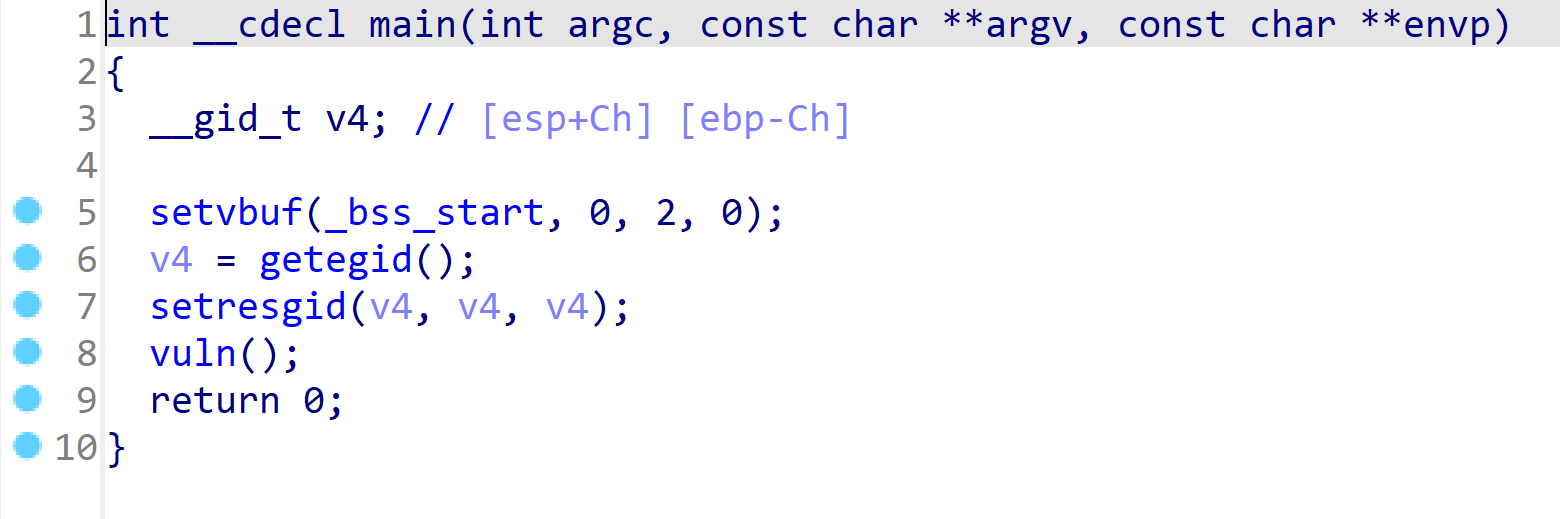 1 int __cdecl main(int argc, const char **argv, const char **envp)
2 {
3   __gid_t v4; // [esp+Ch] [ebp-Ch]
4
5   setvbuf(_bss_start, 0, 2, 0);
6   v4 = getegid();
7   setresgid(v4, v4, v4);
8   vuln();
9   return 0;
10 }